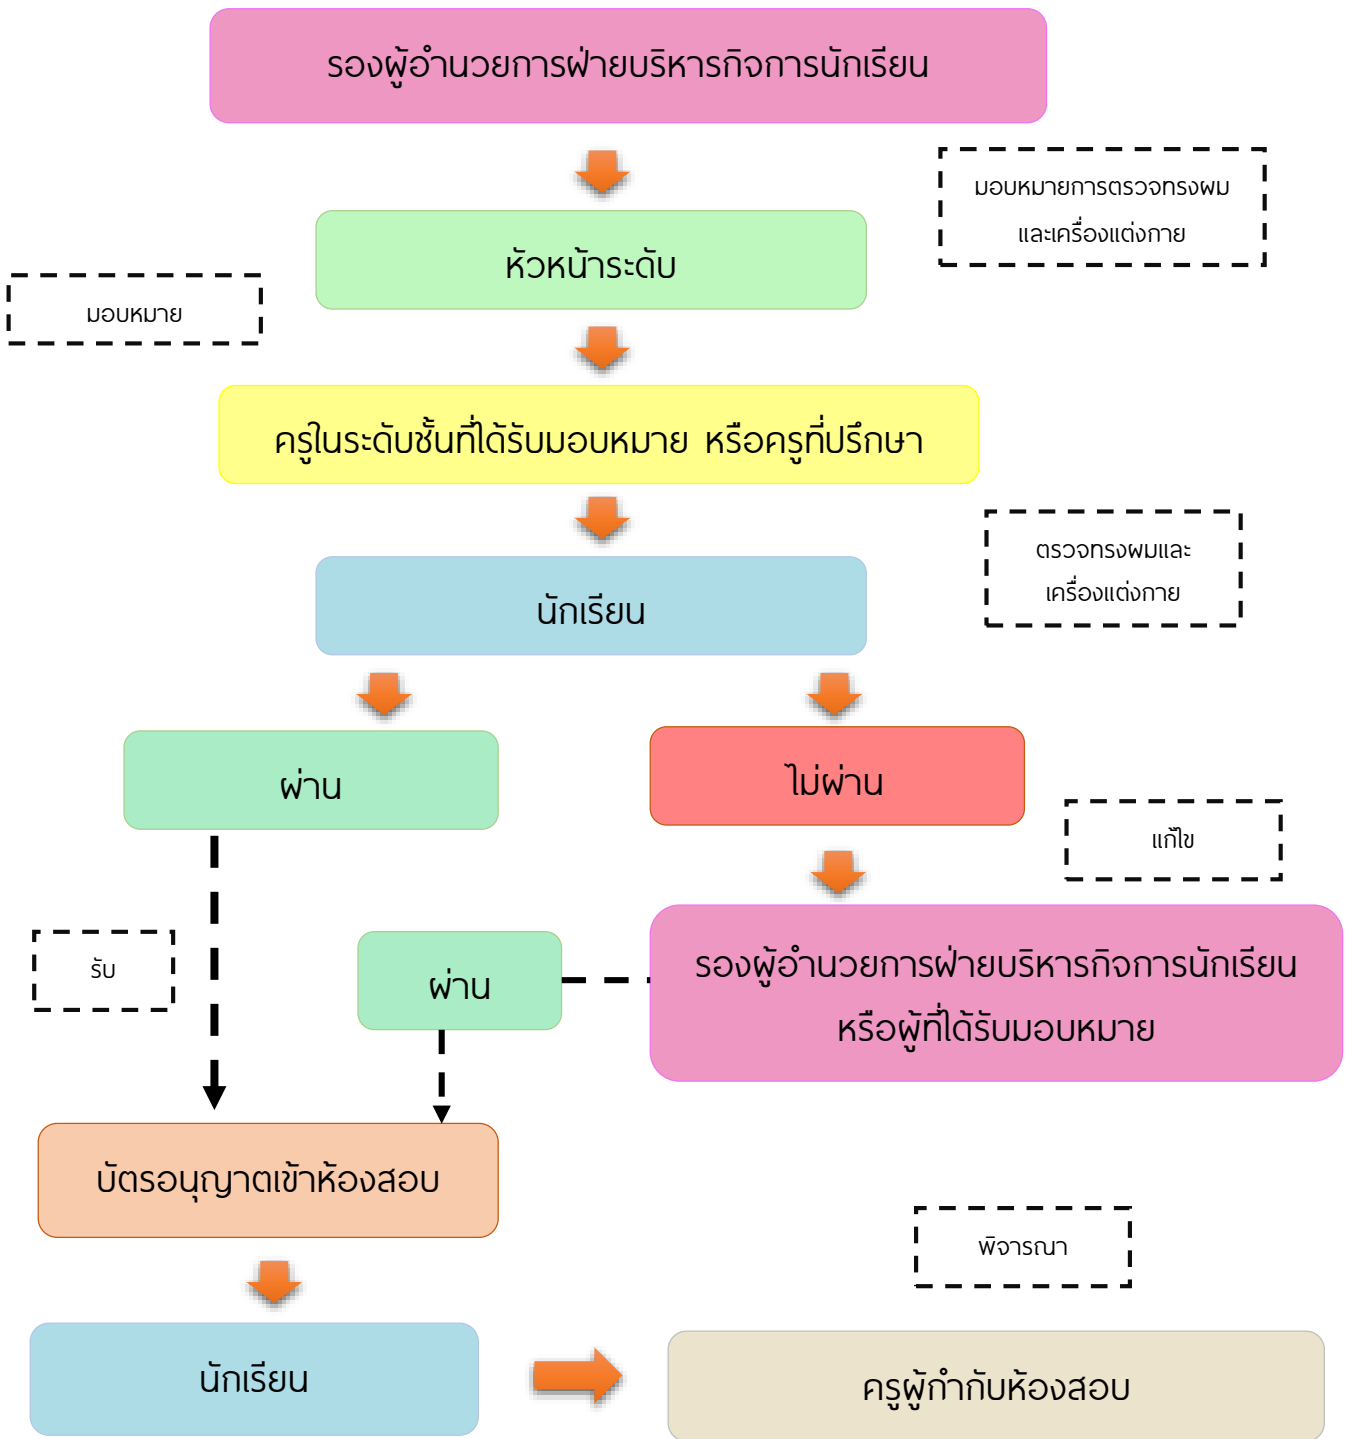 รองผู้อำนวยการฝ่ายบริหารกิจการนักเรียน
มอบหมายการตรวจทรงผม
และเครื่องแต่งกาย
หัวหน้าระดับ
มอบหมาย
ครูในระดับชั้นที่ได้รับมอบหมาย หรือครูที่ปรึกษา
ตรวจทรงผมและ
เครื่องแต่งกาย
นักเรียน
ผ่าน
ไม่ผ่าน
แก้ไข
รับ
ผ่าน
รองผู้อำนวยการฝ่ายบริหารกิจการนักเรียน
หรือผู้ที่ได้รับมอบหมาย
บัตรอนุญาตเข้าห้องสอบ
พิจารณา
นักเรียน
ครูผู้กำกับห้องสอบ